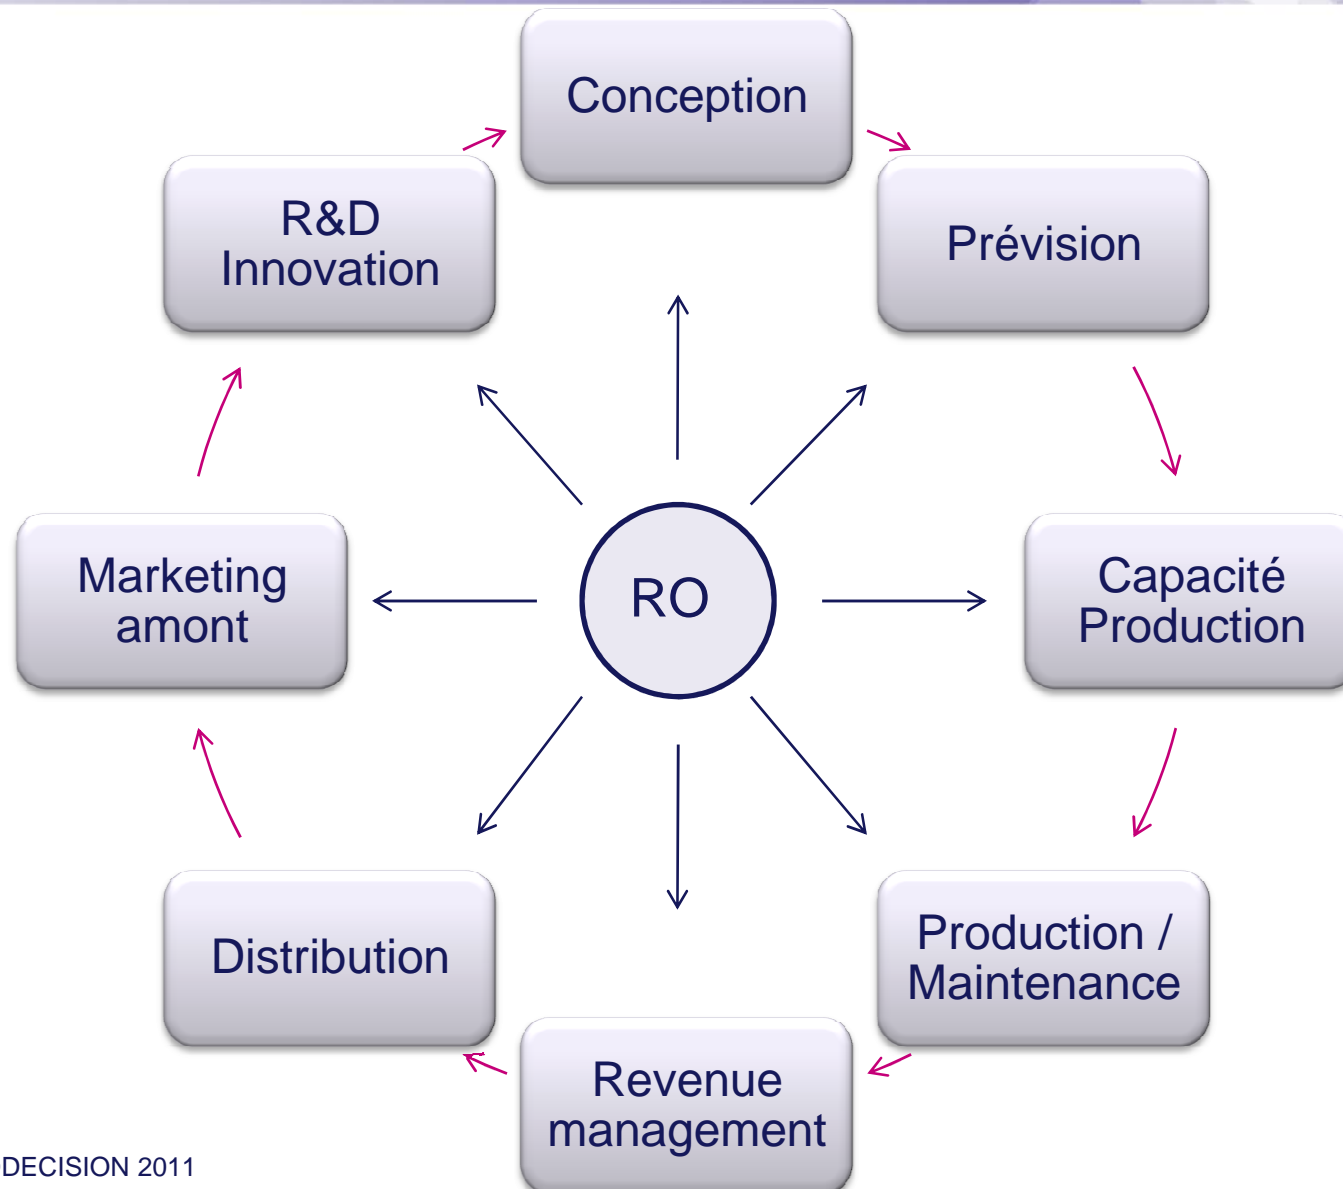 Conception
R&D
Innovation
Prévision
Marketing
amont
RO
Capacité
Production
Distribution
Production /
Maintenance
Revenue
management
DECISION 2011